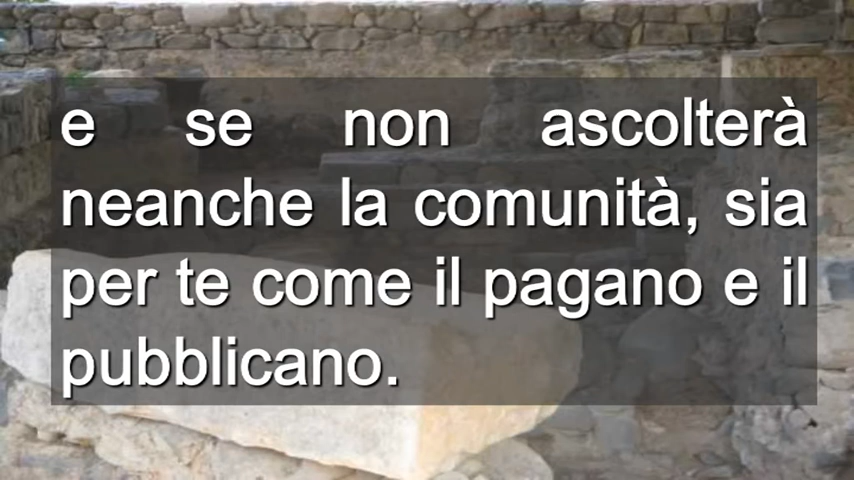 e se non ascolterà
neanche la comunità, sia
per te come il pagano e il
pubblicano.